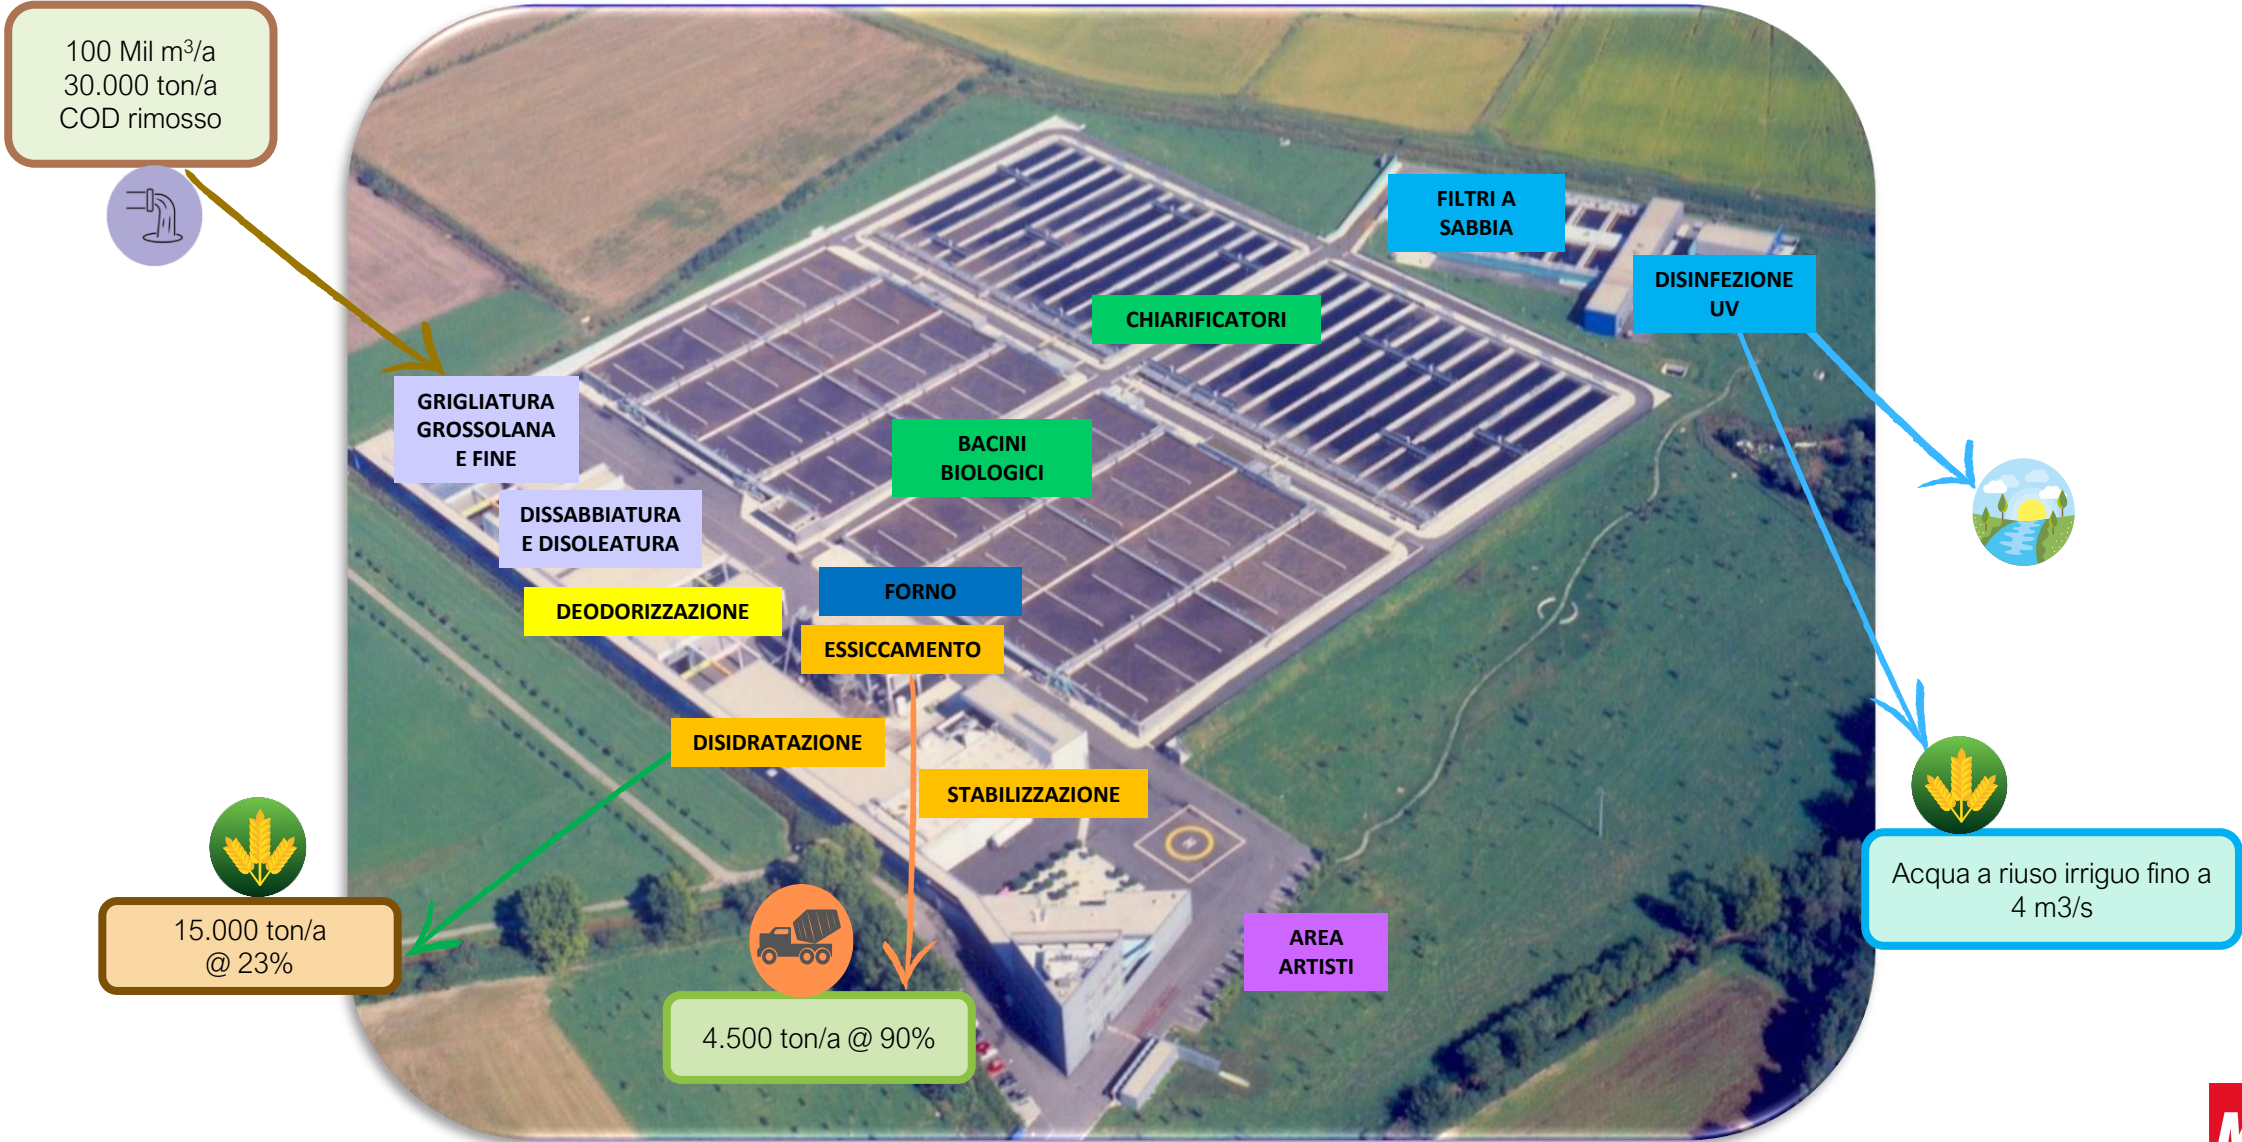 100 Mil m³/a
30.000 ton/a
COD rimosso
FILTRI A
SABBIA
DISINFEZIONE
UV
CHIARIFICATORI
GRIGLIATURA
GROSSOLANA
E FINE
BACINI
BIOLOGICI
DISSABBIATURA
E DISOLEATURA
FORNO
DEODORIZZAZIONE
ESSICCAMENTO
DISIDRATAZIONE
STABILIZZAZIONE
Acqua a riuso irriguo fino a
4 m3/s
15.000 ton/a
@ 23%
AREA
ARTISTI
4.500 ton/a @ 90%
H